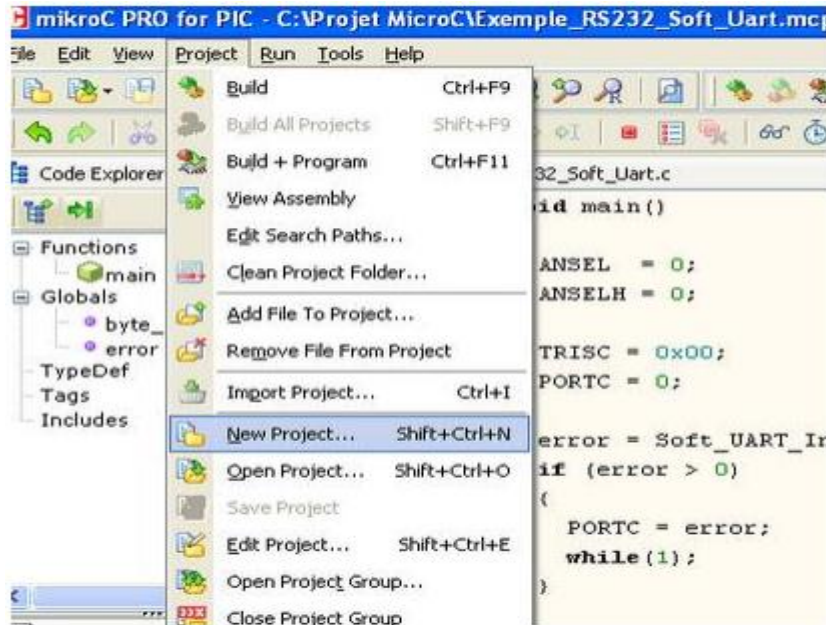 mikroC PRO for PIC - C:\Projet MicroC\Exemple_RS232_Soft_Uart.mcp
File Edit View Project Run Tools Help
Build Ctrl+F9
Build All Projects Shift+F9
Build + Program Ctrl+F11
View Assembly
Edit Search Paths...
Clean Project Folder...
Add File To Project...
Remove File From Project
Import Project... Ctrl+I
New Project... Shift+Ctrl+N
Open Project... Shift+Ctrl+O
Save Project
Edit Project... Shift+Ctrl+E
Open Project Group...
Close Project Group
Code Explorer
Functions
main
Globals
byte_
error
TypeDef
Tags
Includes
32_Soft_Uart.c
id main()
ANSEL = 0;
ANSELH = 0;
TRISC = 0x00;
PORTC = 0;
error = Soft_UART_In
if (error > 0)
{
PORTC = error;
while(1);
}